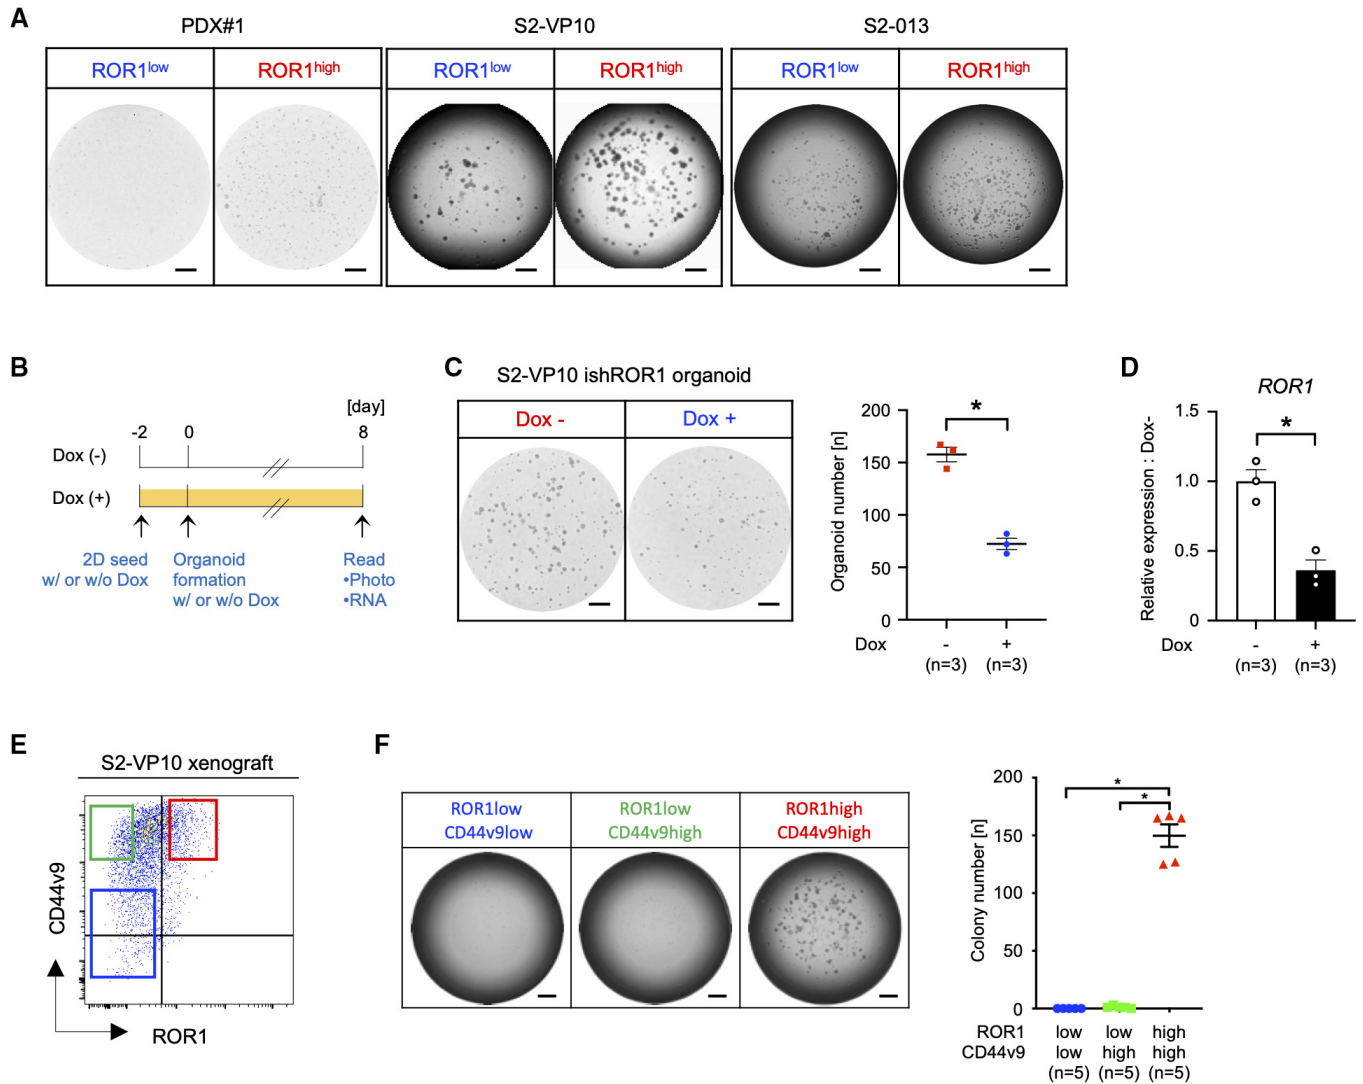 A
PDX#1
S2-VP10
S2-013
ROR1low
ROR1high
ROR1low
ROR1high
ROR1low
ROR1high
B
[day]
-2
0
8
Dox (-)
Dox (+)
2D seed
w/ or w/o Dox
Organoid
formation
w/ or w/o Dox
Read
•Photo
•RNA
C
S2-VP10 ishROR1 organoid
Dox -
Dox +
Organoid number [n]
200
150
100
50
0
*
Dox
-
+
(n=3)
(n=3)
D
ROR1
Relative expression : Dox-
1.5
1.0
0.5
0
*
Dox
-
+
(n=3)
(n=3)
E
S2-VP10 xenograft
CD44v9
ROR1
F
ROR1low
CD44v9low
ROR1low
CD44v9high
ROR1high
CD44v9high
Colony number [n]
200
150
100
50
0
*
*
ROR1 low low high
CD44v9 low high high
(n=5) (n=5) (n=5)